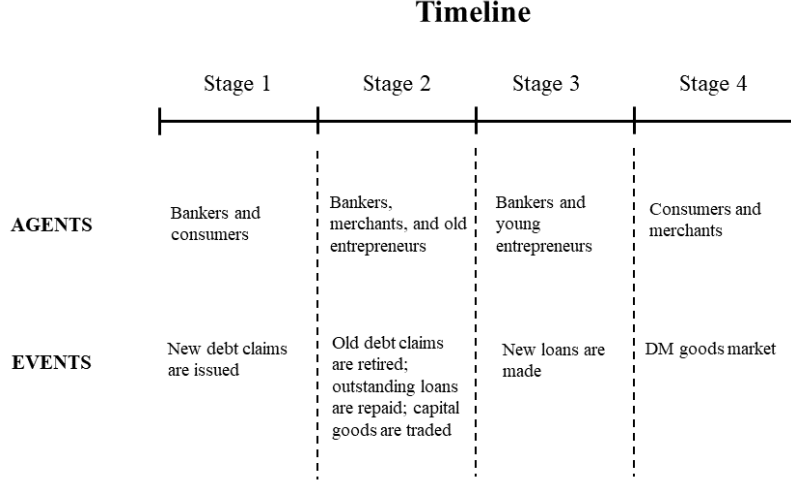 Timeline
Stage 1
Stage 2
Stage 3
Stage 4
AGENTS
Bankers and
consumers
Bankers,
merchants, and old
entrepreneurs
Bankers and
young
entrepreneurs
Consumers and
merchants
EVENTS
New debt claims
are issued
Old debt claims
are retired;
outstanding loans
are repaid; capital
goods are traded
New loans are
made
DM goods market